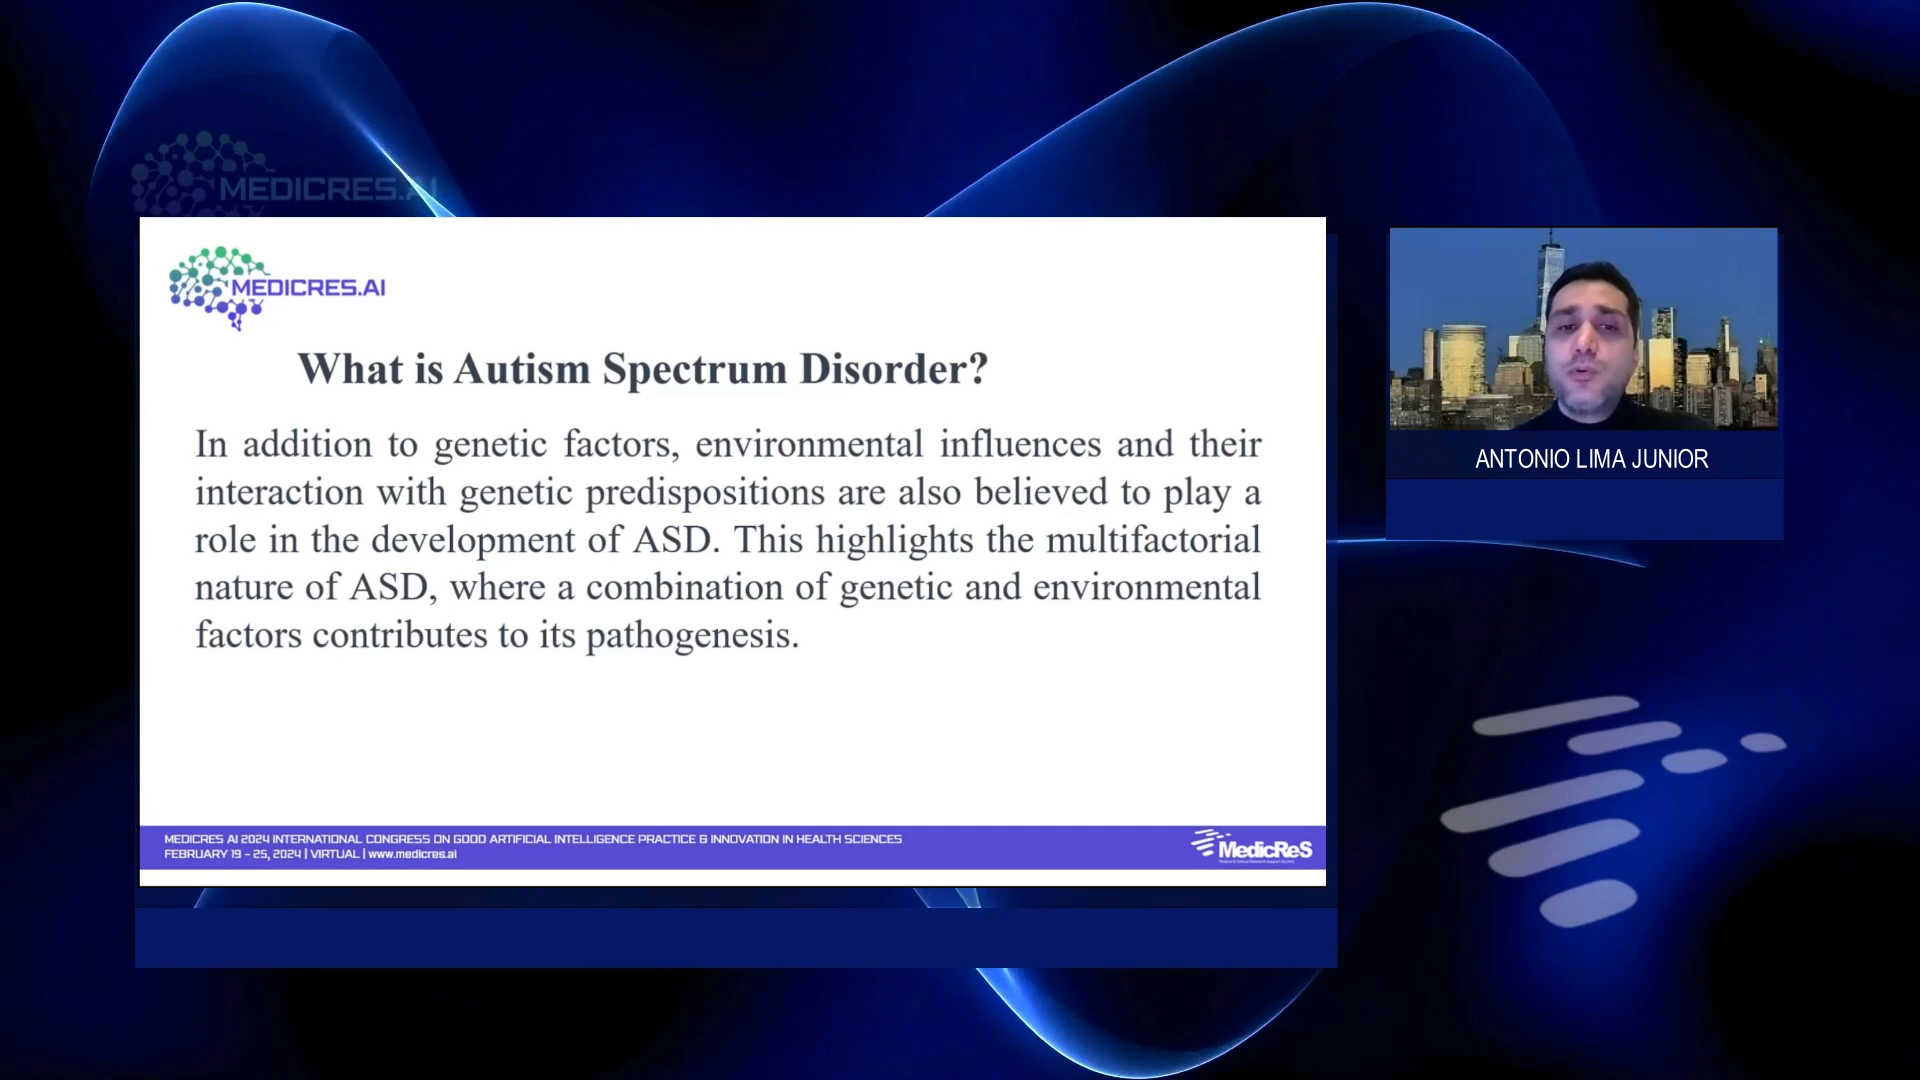 MEDICRES.AI
MEDICRES.AI
What is Autism Spectrum Disorder?
In addition to genetic factors, environmental influences and their
interaction with genetic predispositions are also believed to play a
role in the development of ASD. This highlights the multifactorial
nature of ASD, where a combination of genetic and environmental
factors contributes to its pathogenesis.
MEDICRES AI 2024 INTERNATIONAL CONGRESS ON GOOD ARTIFICIAL INTELLIGENCE PRACTICE & INNOVATION IN HEALTH SCIENCES
FEBRUARY 19 - 25, 2024 | VIRTUAL | www.medicres.ai
MedicReS
ANTONIO LIMA JUNIOR